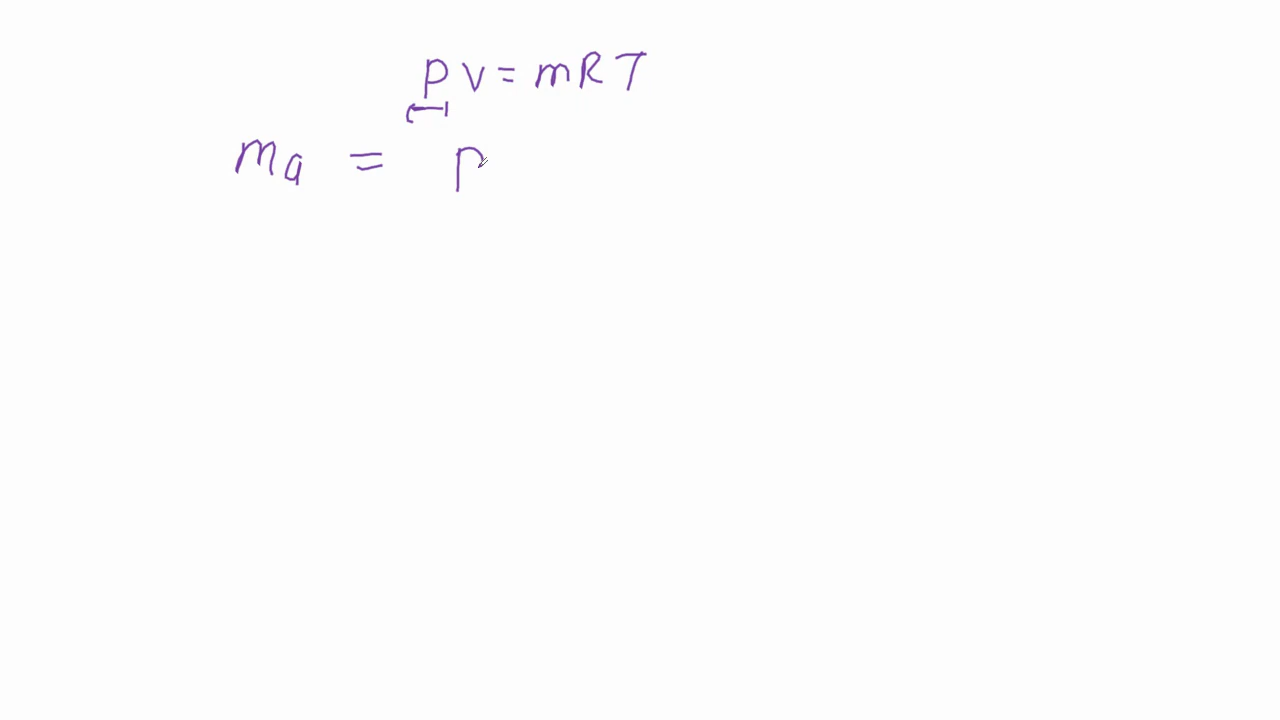 pv = mRT
ma = p